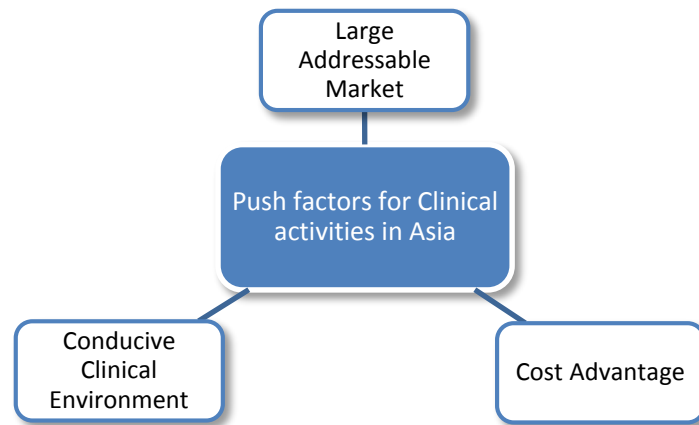 Large
Addressable
Market
Push factors for Clinical
activities in Asia
Conducive
Clinical
Environment
Cost Advantage